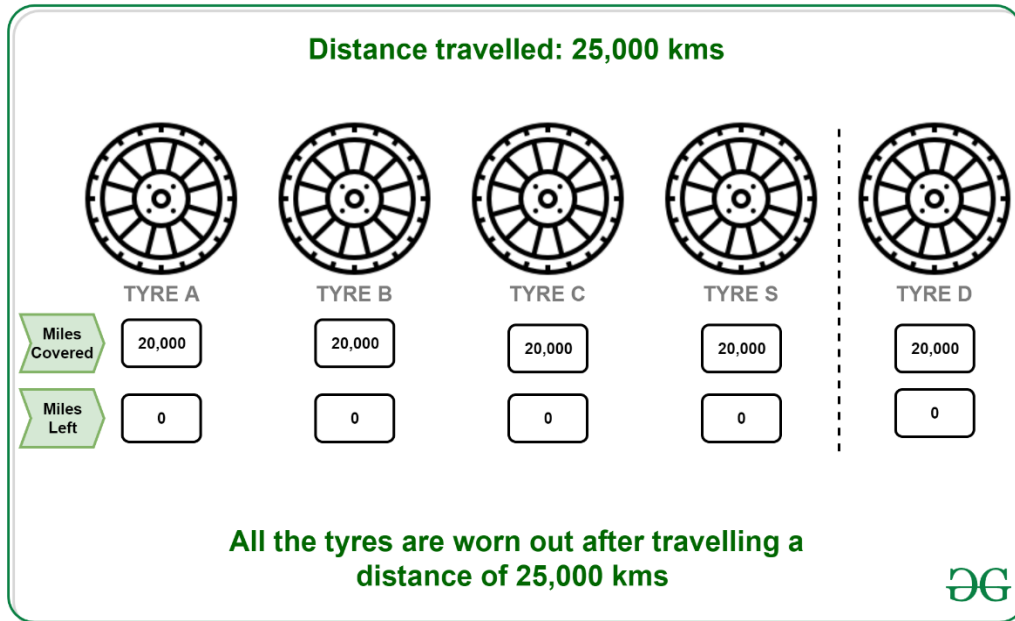 Distance travelled: 25,000 kms
TYRE A TYRE B TYRE C TYRE S TYRE D
Miles Covered 20,000 20,000 20,000 20,000 20,000
Miles Left 0 0 0 0 0
All the tyres are worn out after travelling a
distance of 25,000 kms